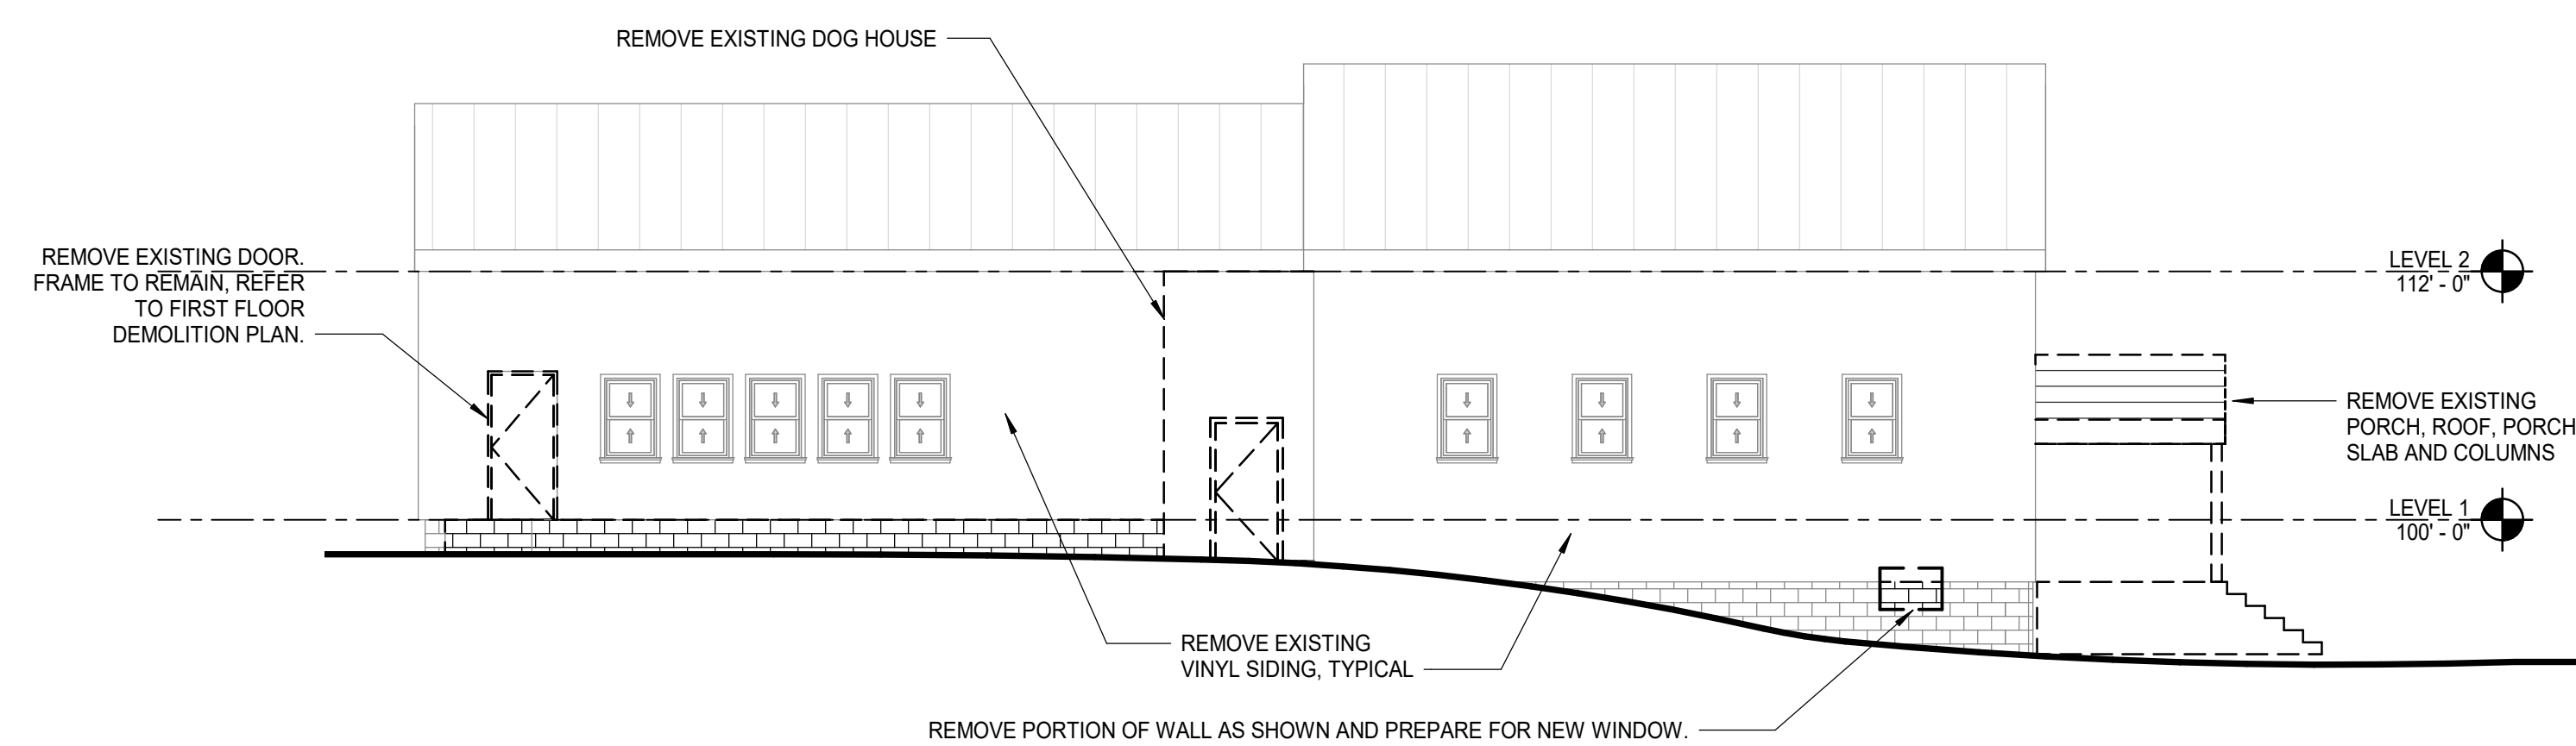 REMOVE EXISTING DOG HOUSE
REMOVE EXISTING DOOR.
FRAME TO REMAIN, REFER
TO FIRST FLOOR
DEMOLITION PLAN.
LEVEL 2
112' - 0"
REMOVE EXISTING
PORCH, ROOF, PORCH
SLAB AND COLUMNS
LEVEL 1
100' - 0"
REMOVE EXISTING
VINYL SIDING, TYPICAL
REMOVE PORTION OF WALL AS SHOWN AND PREPARE FOR NEW WINDOW.